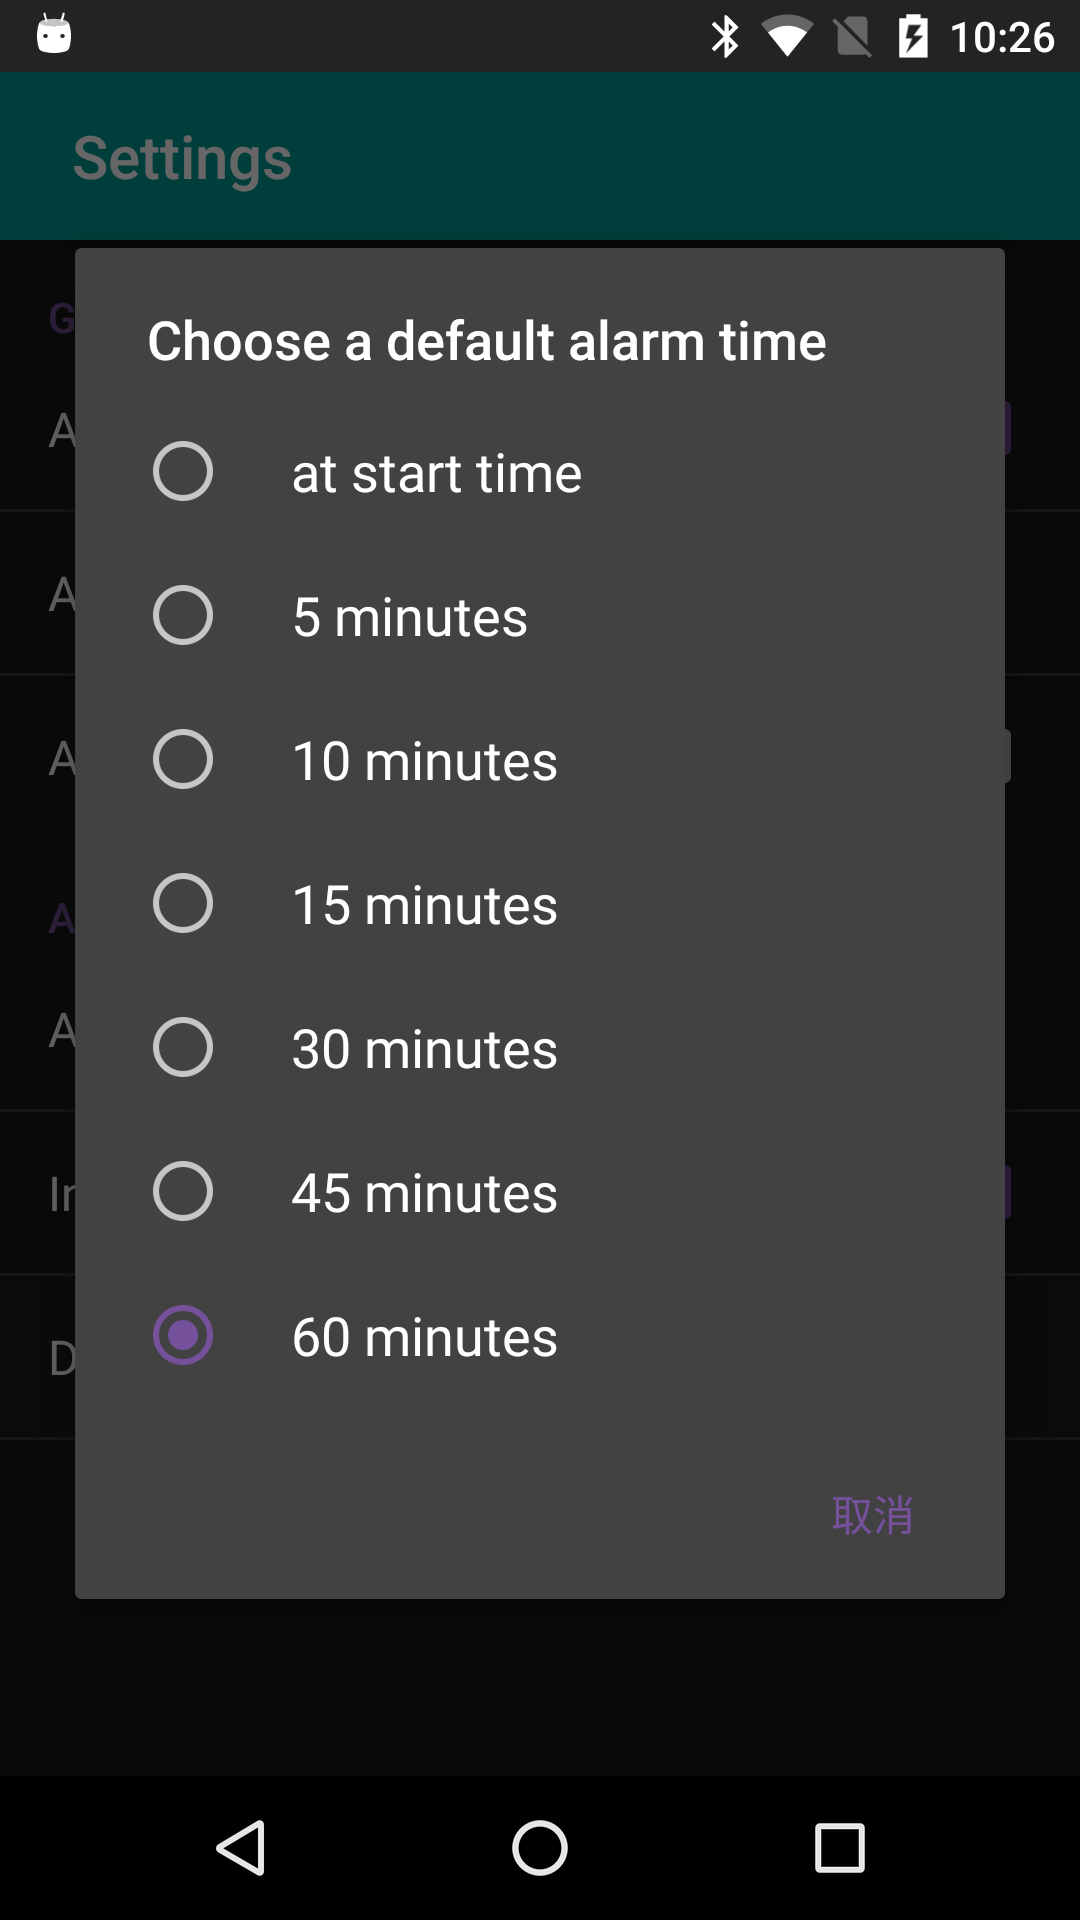 10:26
Settings
G
Choose a default alarm time
A
at start time
A
5 minutes
A
10 minutes
A
15 minutes
A
30 minutes
In
45 minutes
D
60 minutes
取消